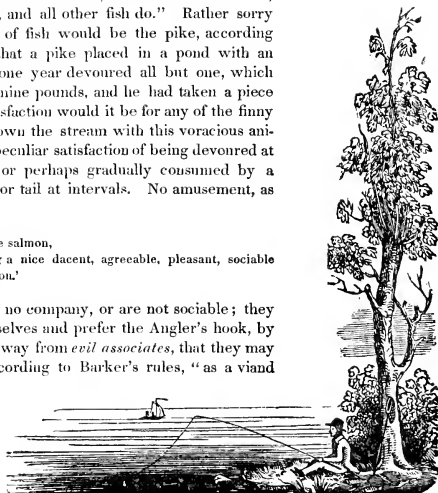 , and all other fish do.” Rather sorry
of fish would be the pike, according
hat a pike placed in a pond with an
one year devoured all but one, which
nine pounds, and he had taken a piece
sfaction would it be for any of the finny
own the stream with this voracious ani-
peculiar satisfaction of being devoured at
or perhaps gradually consumed by a
or tail at intervals. No amusement, as
e salmon,
a nice dacent, agreeable, pleasant, sociable
on.'
no company, or are not sociable; they
selves and prefer the Angler's hook, by
way from evil associates, that they may
cording to Barker's rules, “as a viand